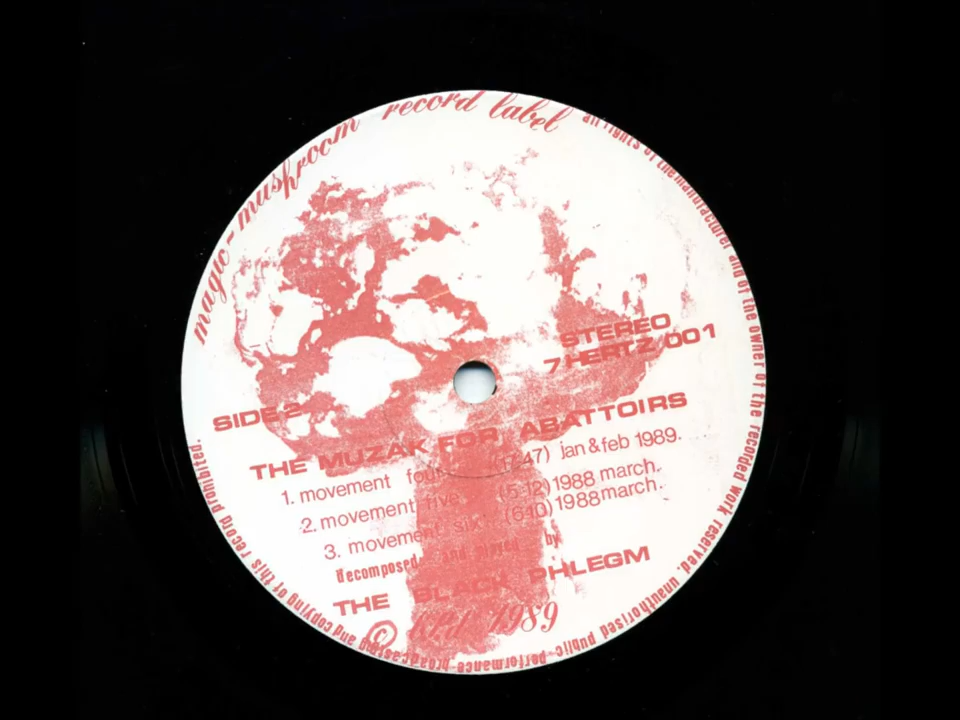 magic-mushroom record label
all rights of the manufacturer and of the owner of the recorded work reserved. unauthorised public performance broadcasting and copying of this record prohibited.
STEREO
7 HERTZ/001
SIDE 2
THE MUZAK FOR ABATTOIRS
1. movement four (17·47) jan & feb 1989.
2. movement five (5·12) 1988 march.
3. movement six (6·10) 1988 march.
decomposed and played by
THE BLACK PHLEGM
© 1989